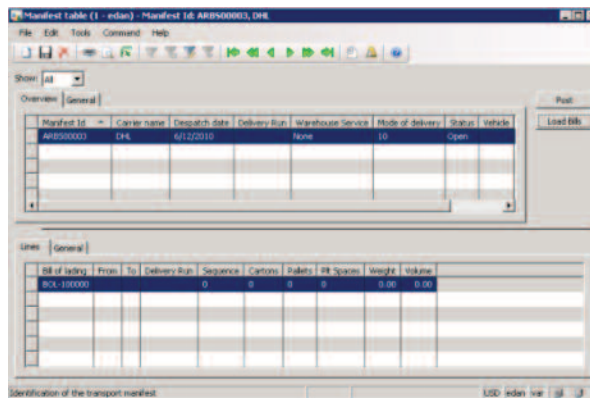 Manifest table (1 - edan) - Manifest Id: ARBS00003, DHL
File Edit Tools Command Help
Show: All
Overview General
Post
Load Bills
Manifest Id Carrier name Despatch date Delivery Run Warehouse Service Mode of delivery Status Vehicle
ARBS00003 DHL 6/12/2010 None 10 Open
Lines General
Bill of lading From To Delivery Run Sequence Cartons Pallets Plt Spaces Weight Volume
BOL-100000 0 0 0 0 0.00 0.00
Identification of the transport manifest
USD edan var